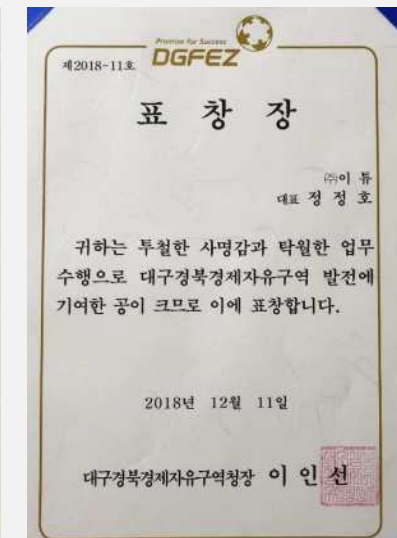 Promise for Success
DGFEZ
제2018-11호
표 창 장
㈜이 튜
대표 정 정 호
귀하는 투철한 사명감과 탁월한 업무
수행으로 대구경북경제자유구역 발전에
기여한 공이 크므로 이에 표창합니다.
2018년 12월 11일
대구경북경제자유구역청장 이 인 선